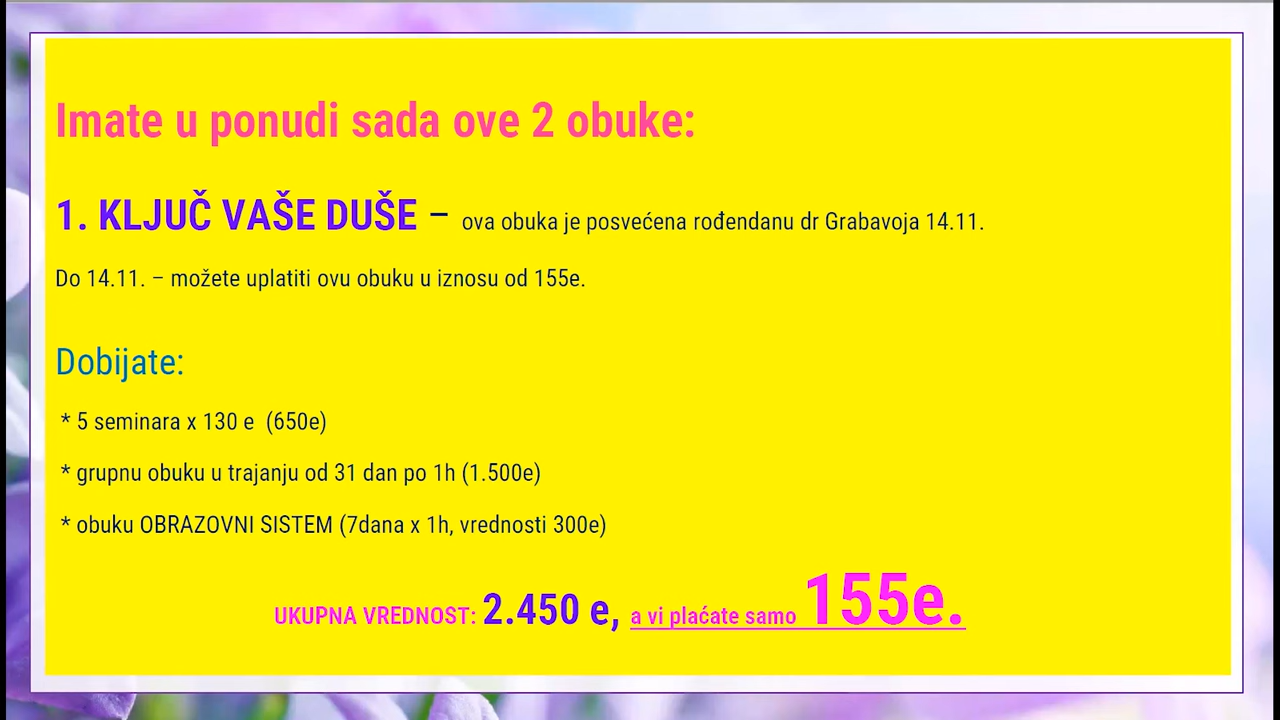 Imate u ponudi sada ove 2 obuke:
1. KLJUČ VAŠE DUŠE – ova obuka je posvećena rođendanu dr Grabavoja 14.11.
Do 14.11. – možete uplatiti ovu obuku u iznosu od 155e.
Dobijate:
* 5 seminara x 130 e (650e)
* grupnu obuku u trajanju od 31 dan po 1h (1.500e)
* obuku OBRAZOVNI SISTEM (7dana x 1h, vrednosti 300e)
UKUPNA VREDNOST: 2.450 e, a vi plaćate samo 155e.